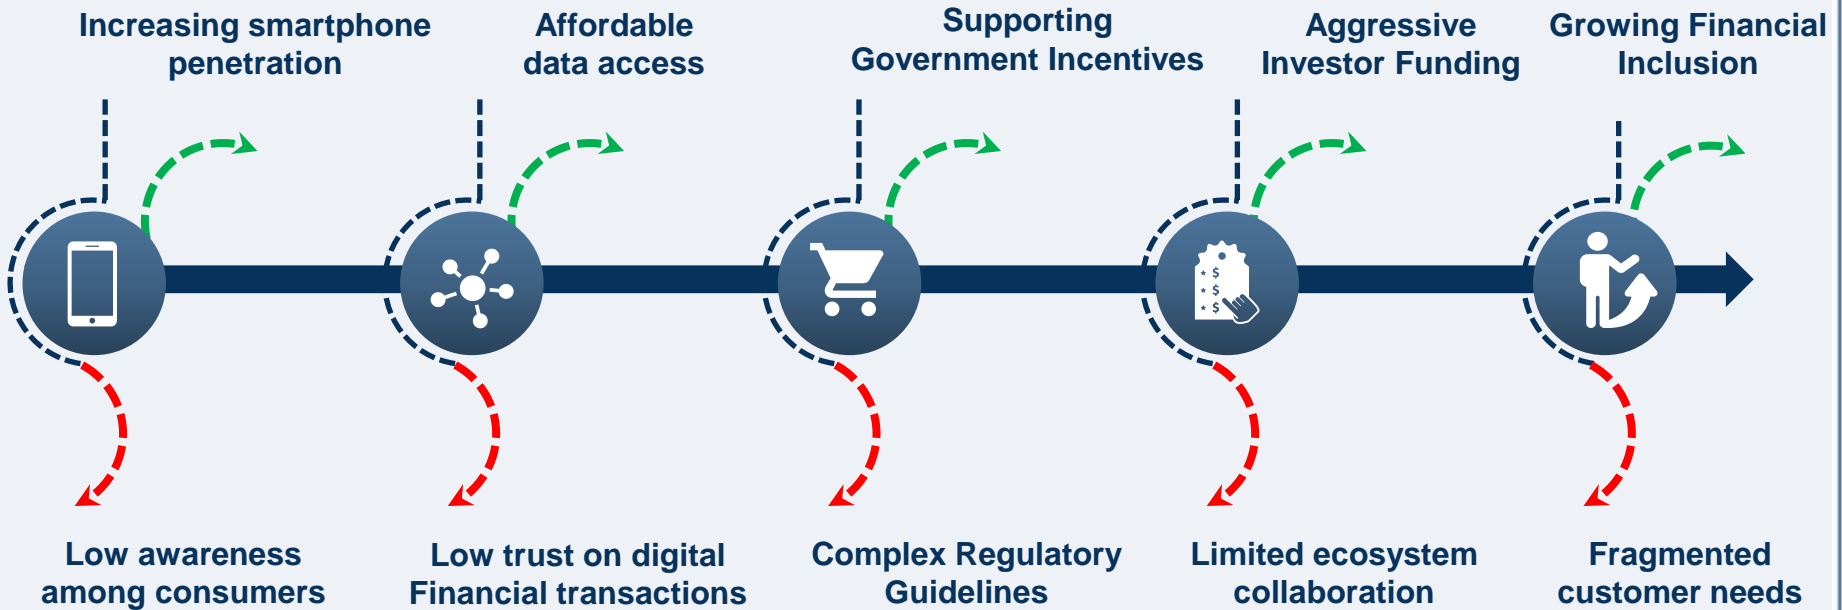 Increasing smartphone
penetration
Affordable
data access
Supporting
Government Incentives
Aggressive
Investor Funding
Growing Financial
Inclusion
$
$
$
Low awareness
among consumers
Low trust on digital
Financial transactions
Complex Regulatory
Guidelines
Limited ecosystem
collaboration
Fragmented
customer needs